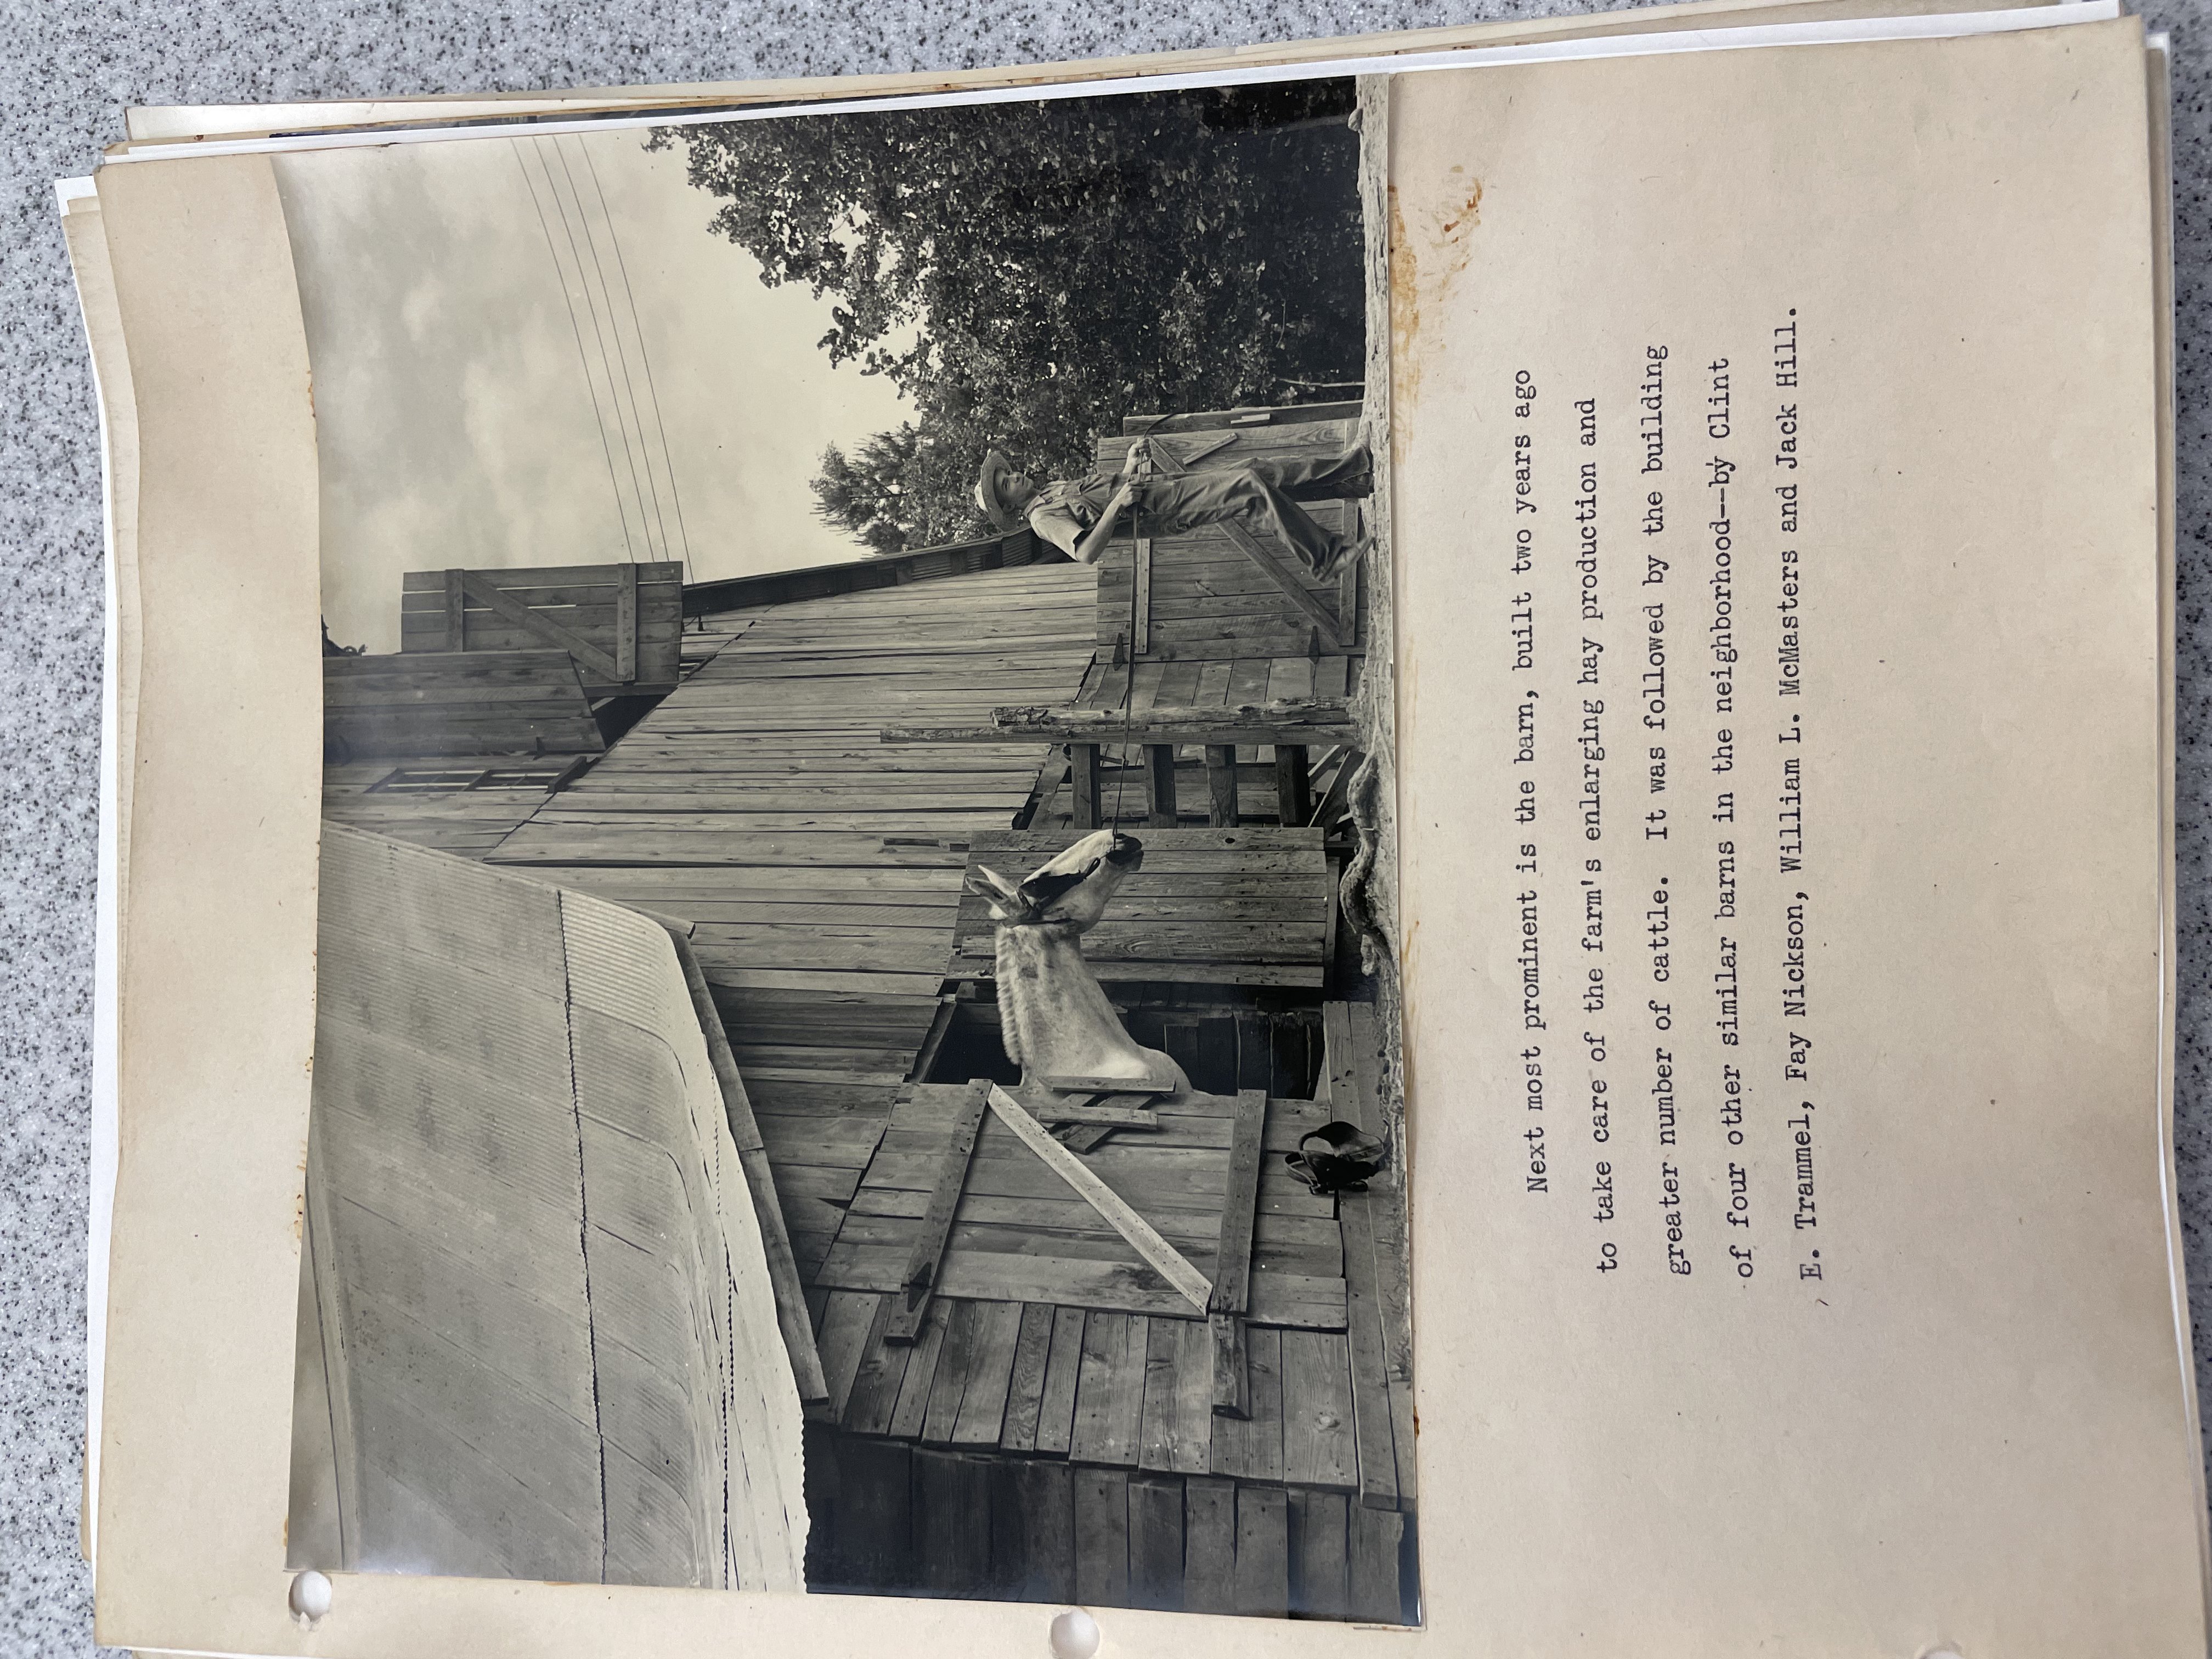 Next most prominent is the barn, built two years ago
to take care of the farm's enlarging hay production and
greater number of cattle.  It was followed by the building
of four other similar barns in the neighborhood--by Clint
E. Trammel, Fay Nickson, William L. McMasters and Jack Hill.